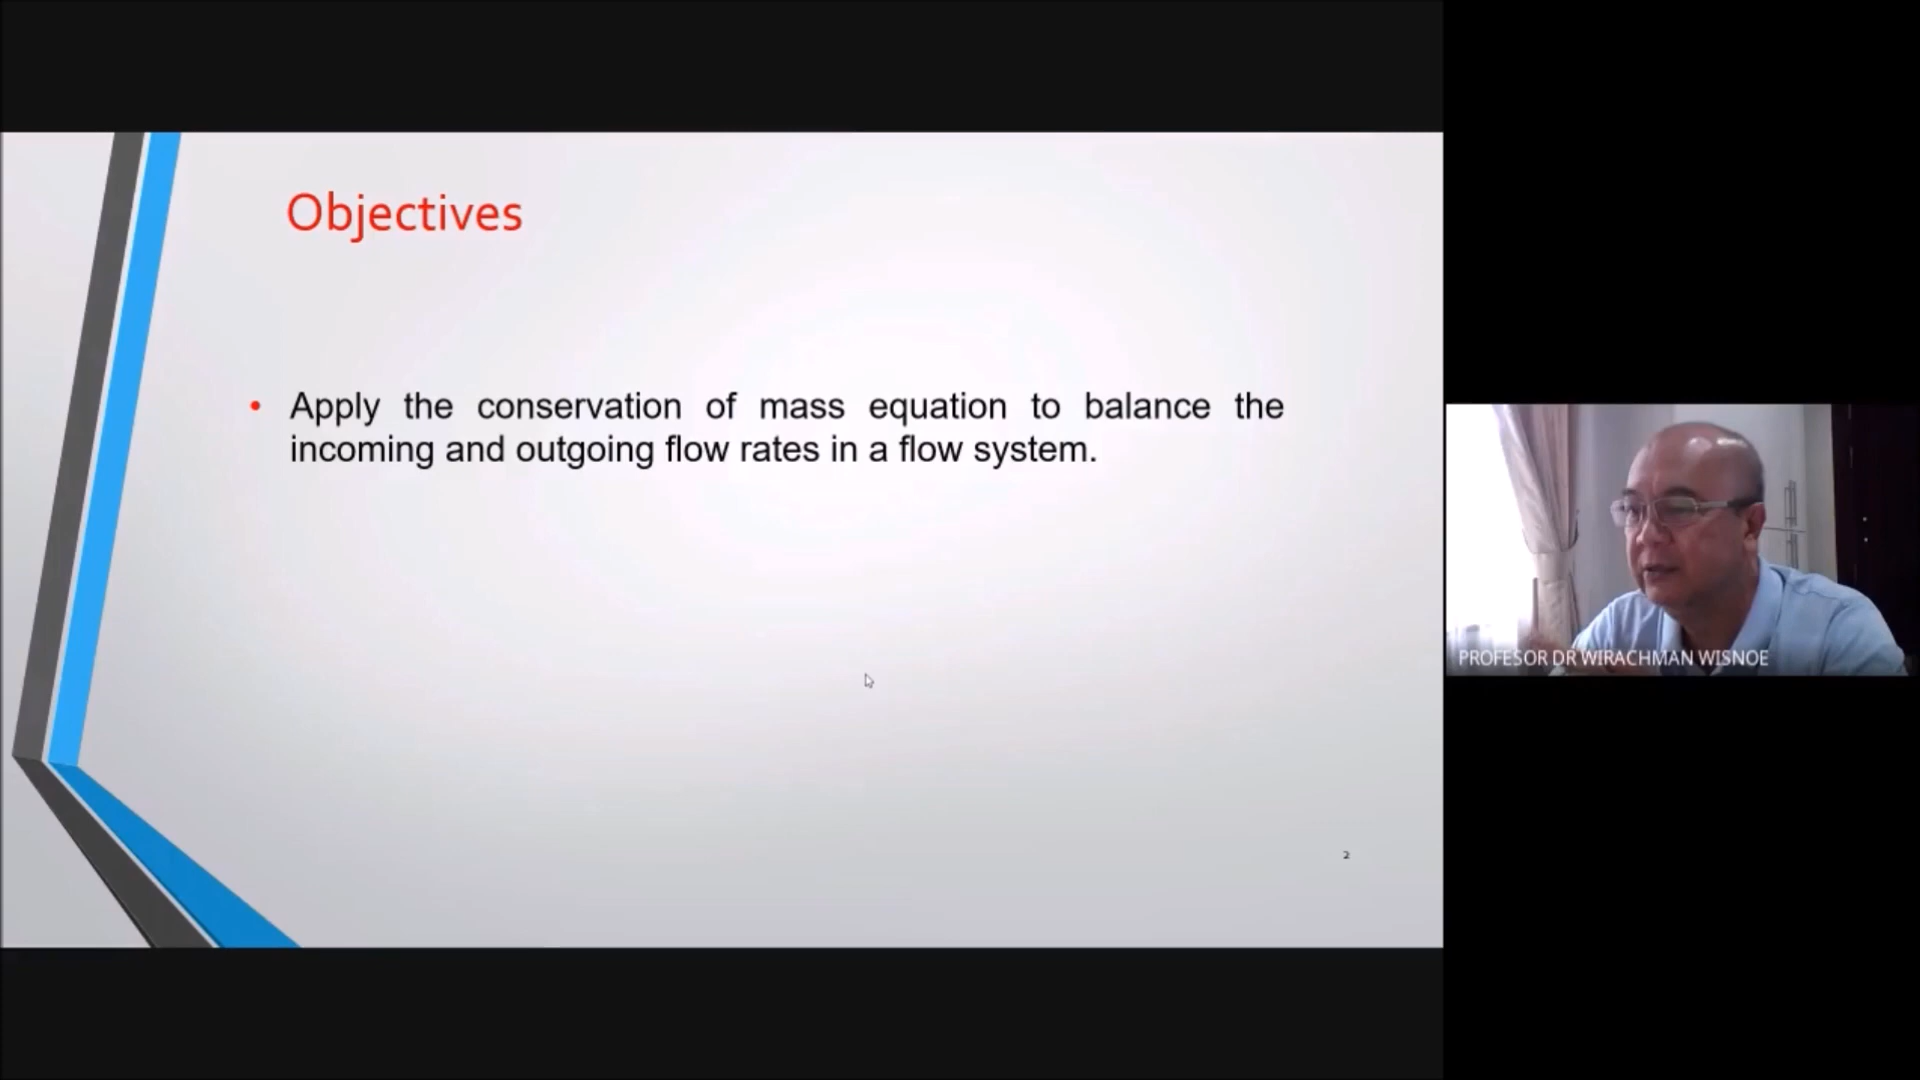 Objectives
• Apply the conservation of mass equation to balance the
incoming and outgoing flow rates in a flow system.
2
PROFESOR DR WIRACHMAN WISNOE